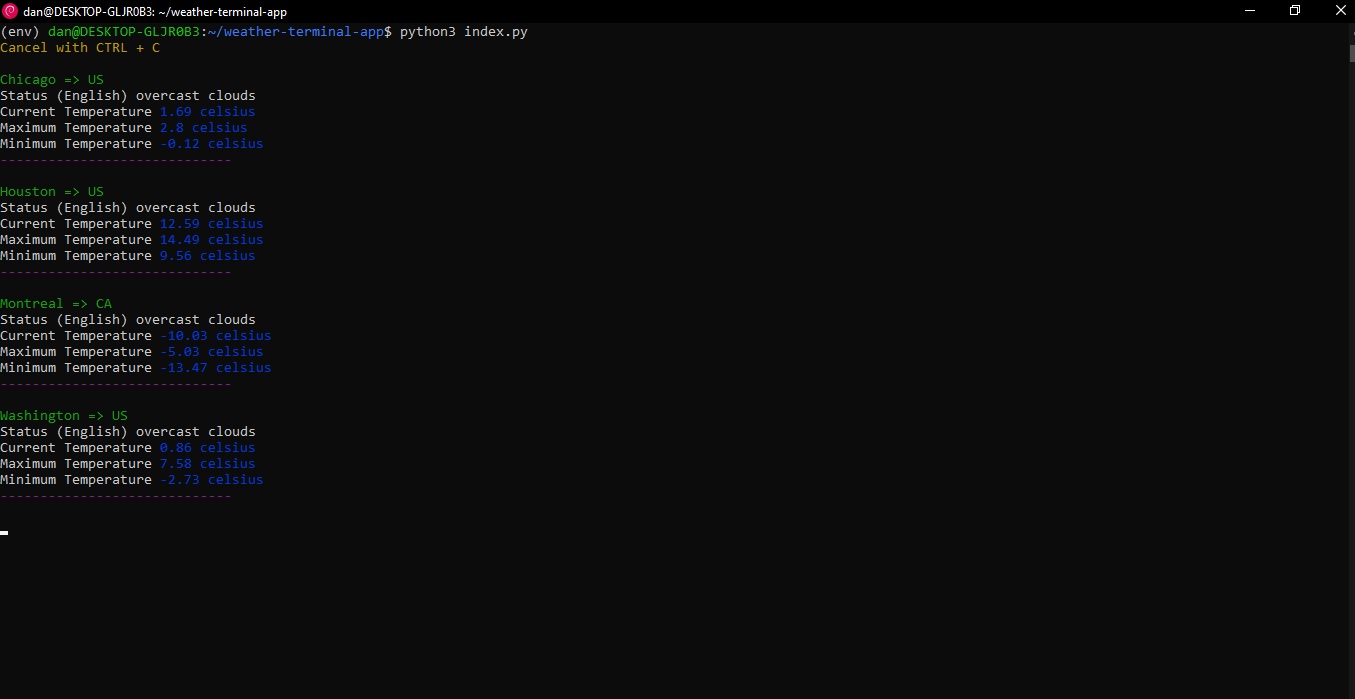 dan@DESKTOP-GLJR0B3: ~/weather-terminal-app
(env) dan@DESKTOP-GLJR0B3:~/weather-terminal-app$ python3 index.py
Cancel with CTRL + C
Chicago => US
Status (English) overcast clouds
Current Temperature 1.69 celsius
Maximum Temperature 2.8 celsius
Minimum Temperature -0.12 celsius
-----------------------------
Houston => US
Status (English) overcast clouds
Current Temperature 12.59 celsius
Maximum Temperature 14.49 celsius
Minimum Temperature 9.56 celsius
-----------------------------
Montreal => CA
Status (English) overcast clouds
Current Temperature -10.03 celsius
Maximum Temperature -5.03 celsius
Minimum Temperature -13.47 celsius
-----------------------------
Washington => US
Status (English) overcast clouds
Current Temperature 0.86 celsius
Maximum Temperature 7.58 celsius
Minimum Temperature -2.73 celsius
-----------------------------